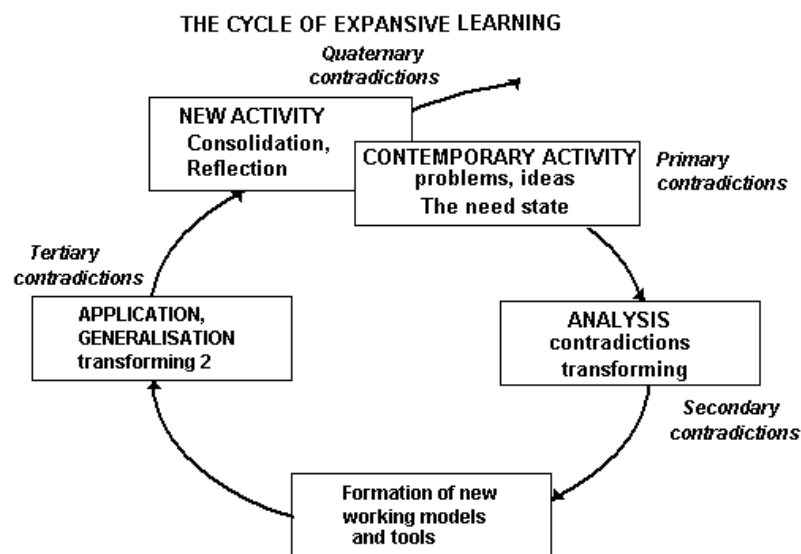 THE CYCLE OF EXPANSIVE LEARNING
Quaternary
contradictions
NEW ACTIVITY
Consolidation,
Reflection
CONTEMPORARY ACTIVITY
problems, ideas
The need state
Primary
contradictions
Tertiary
contradictions
APPLICATION,
GENERALISATION
transforming 2
ANALYSIS
contradictions
transforming
Secondary
contradictions
Formation of new
working models
and tools